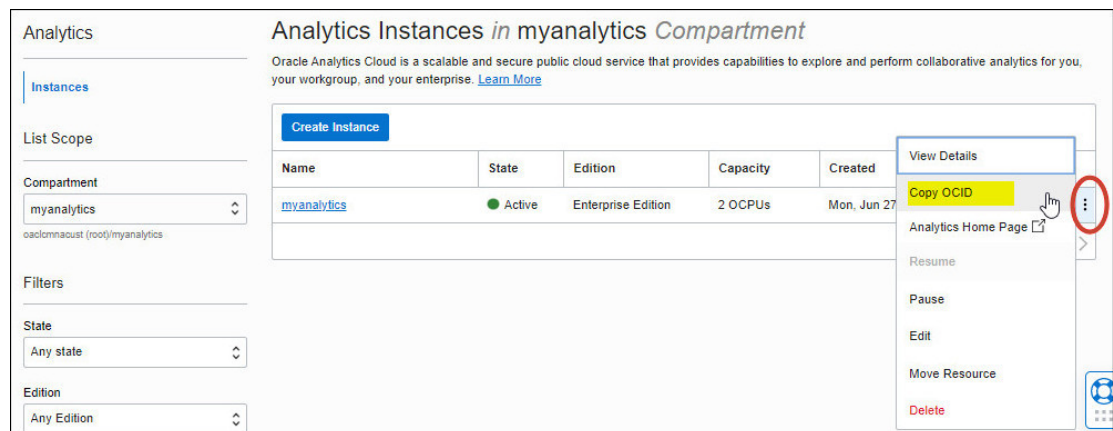 Analytics
Instances
List Scope
Compartment
myanalytics
oaclcmnacust (root)/myanalytics
Filters
State
Any state
Edition
Any Edition
Analytics Instances in myanalytics Compartment
Oracle Analytics Cloud is a scalable and secure public cloud service that provides capabilities to explore and perform collaborative analytics for you,
your workgroup, and your enterprise. Learn More
Create Instance
Name State Edition Capacity Created
myanalytics Active Enterprise Edition 2 OCPUs Mon, Jun 27
View Details
Copy OCID
Analytics Home Page
Resume
Pause
Edit
Move Resource
Delete